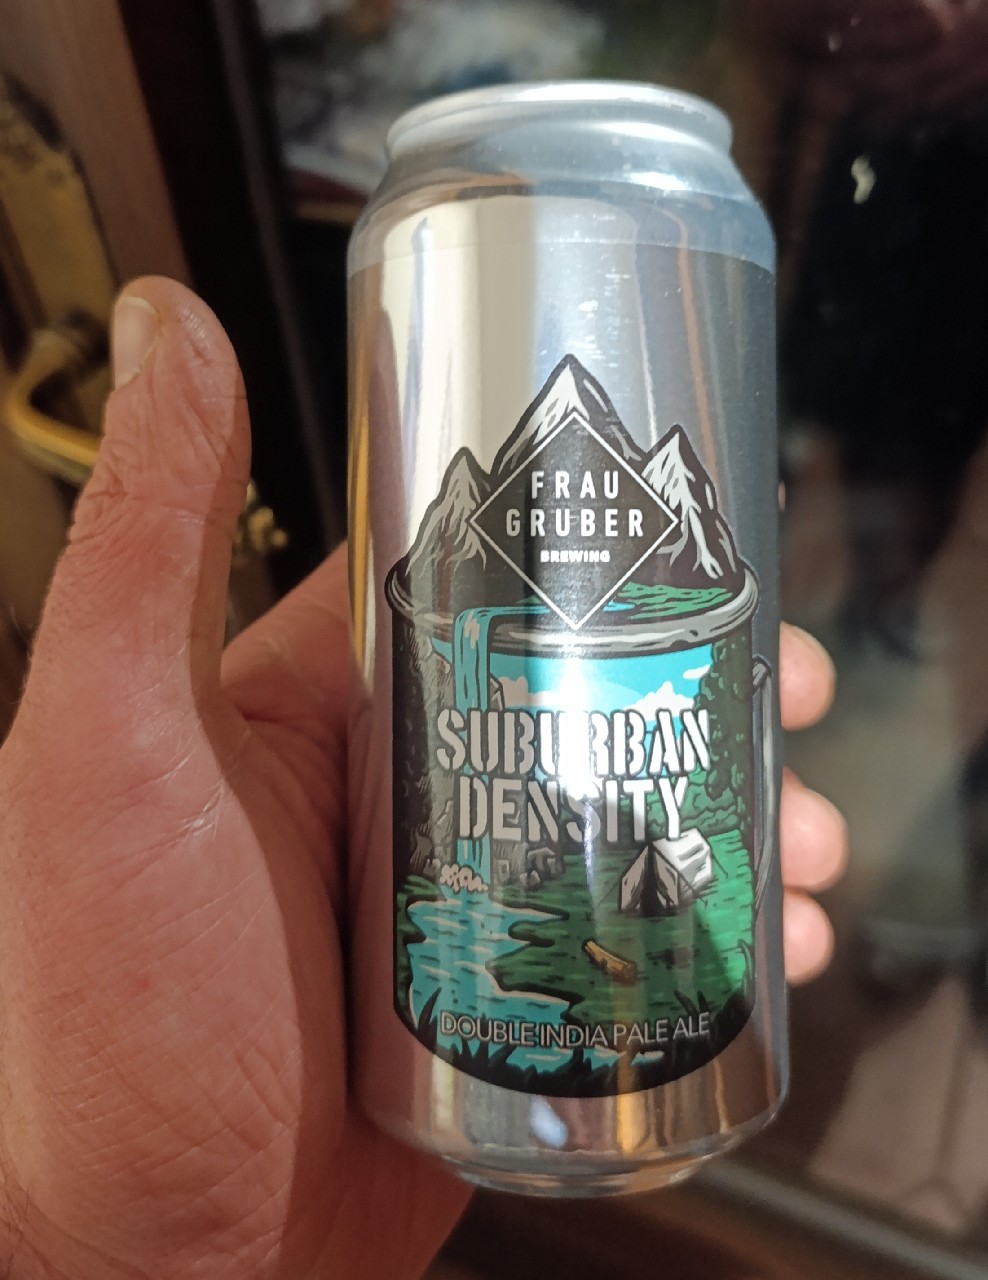 FRAU
GRUBER
BREWING
SUBURBAN
DENSITY
DOUBLE INDIA PALE ALE